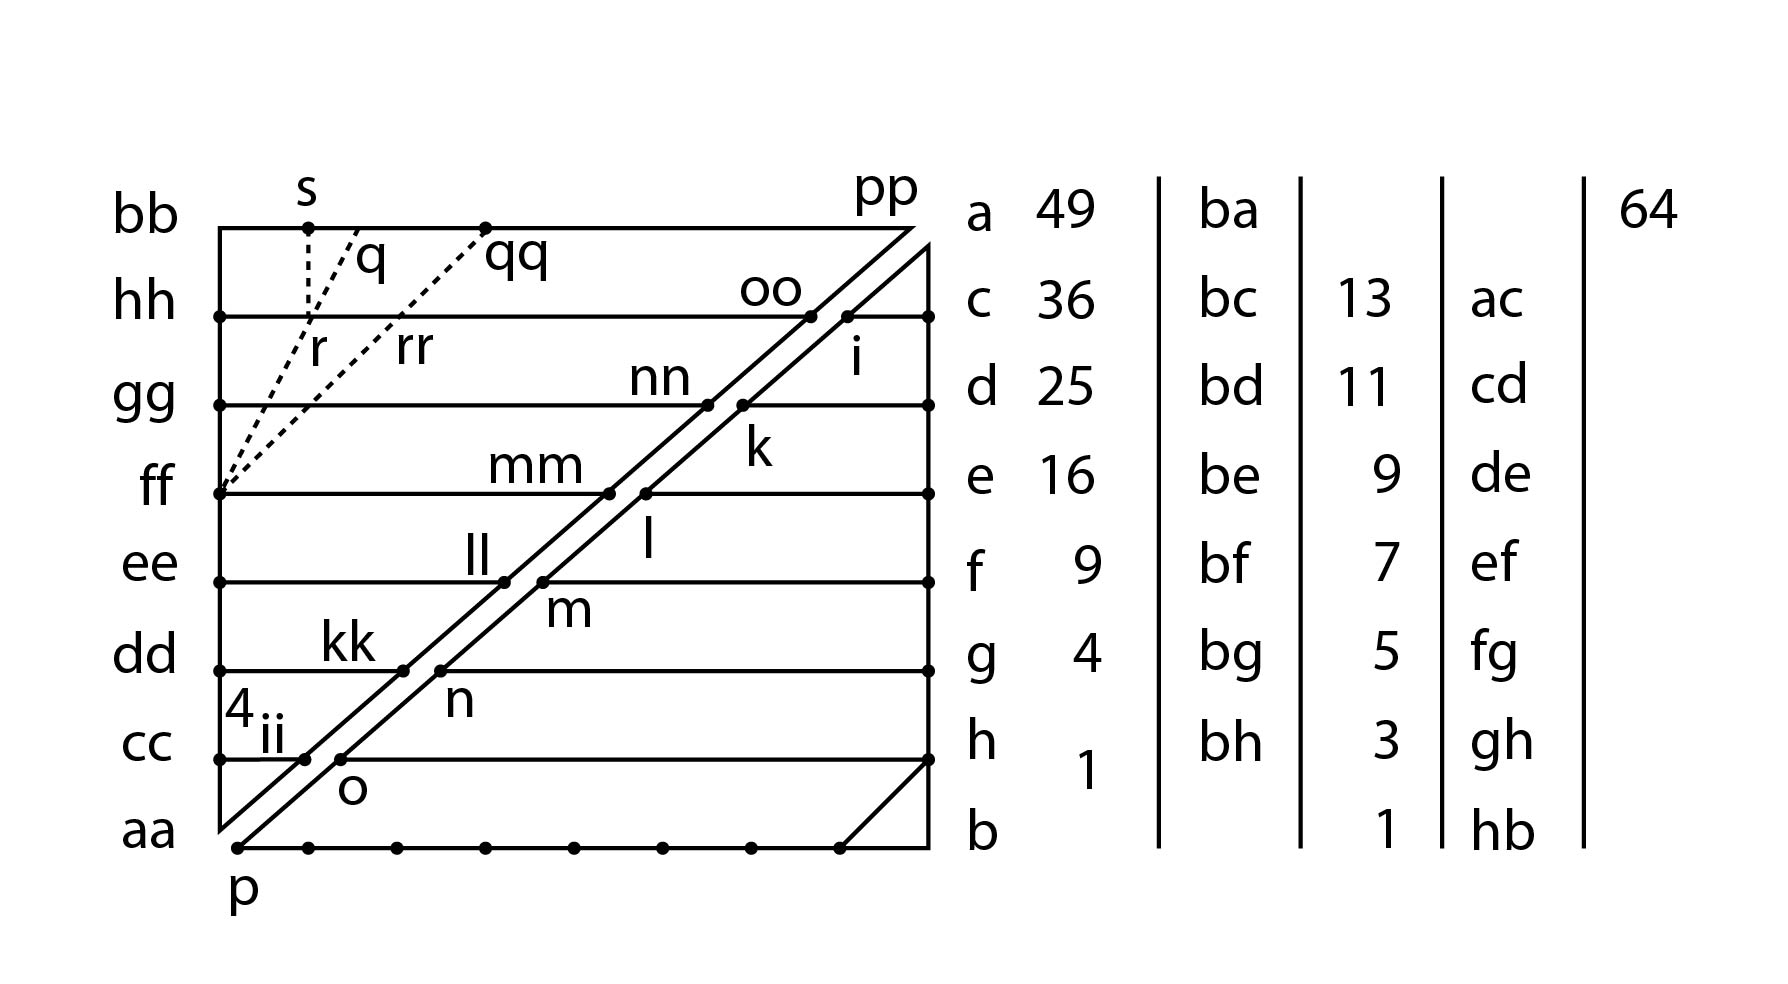 s pp
bb a 49 ba 64
q qq
hh oo c 36 bc 13 ac
r rr i
gg nn d 25 bd 11 cd
k
ff mm e 16 be 9 de
l
ee ll f 9 bf 7 ef
m
dd kk g 4 bg 5 fg
4 n
cc ii h 1 bh 3 gh
o
aa b 1 hb
p